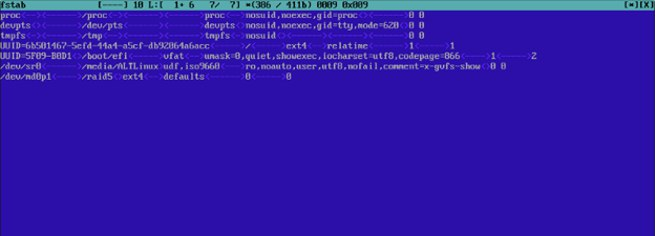 fstab [----] 10 L:[ 1+ 6 7/ 7] *(386 / 411b) 0009 0x009 [*][X]
proc<-->/proc<-->proc<-->nosuid,noexec,gid=proc<><------>0 0
devpts<><------>/dev/pts<------>devpts<>nosuid,noexec,gid=tty,mode=620<>0 0
tmpfs<-><------>/tmp<--><------>tmpfs<->nosuid<><------><------>0 0
UUID=6b501467-5efd-44a4-a5cf-db92864a6acc<------>/<----->ext4<-->relatime<------>1<----->1
UUID=5F09-B0D1<>/boot/efi<----->vfat<-->umask=0,quiet,showexec,iocharset=utf8,codepage=866<---->1<----->2
/dev/sr0<------>/media/ALTLinux>udf,iso9660<--->ro,noauto,user,utf8,nofail,comment=x-gvfs-show<>0 0
/dev/md0p1<---->/raid5<>ext4<-->defaults<------>0<----->0